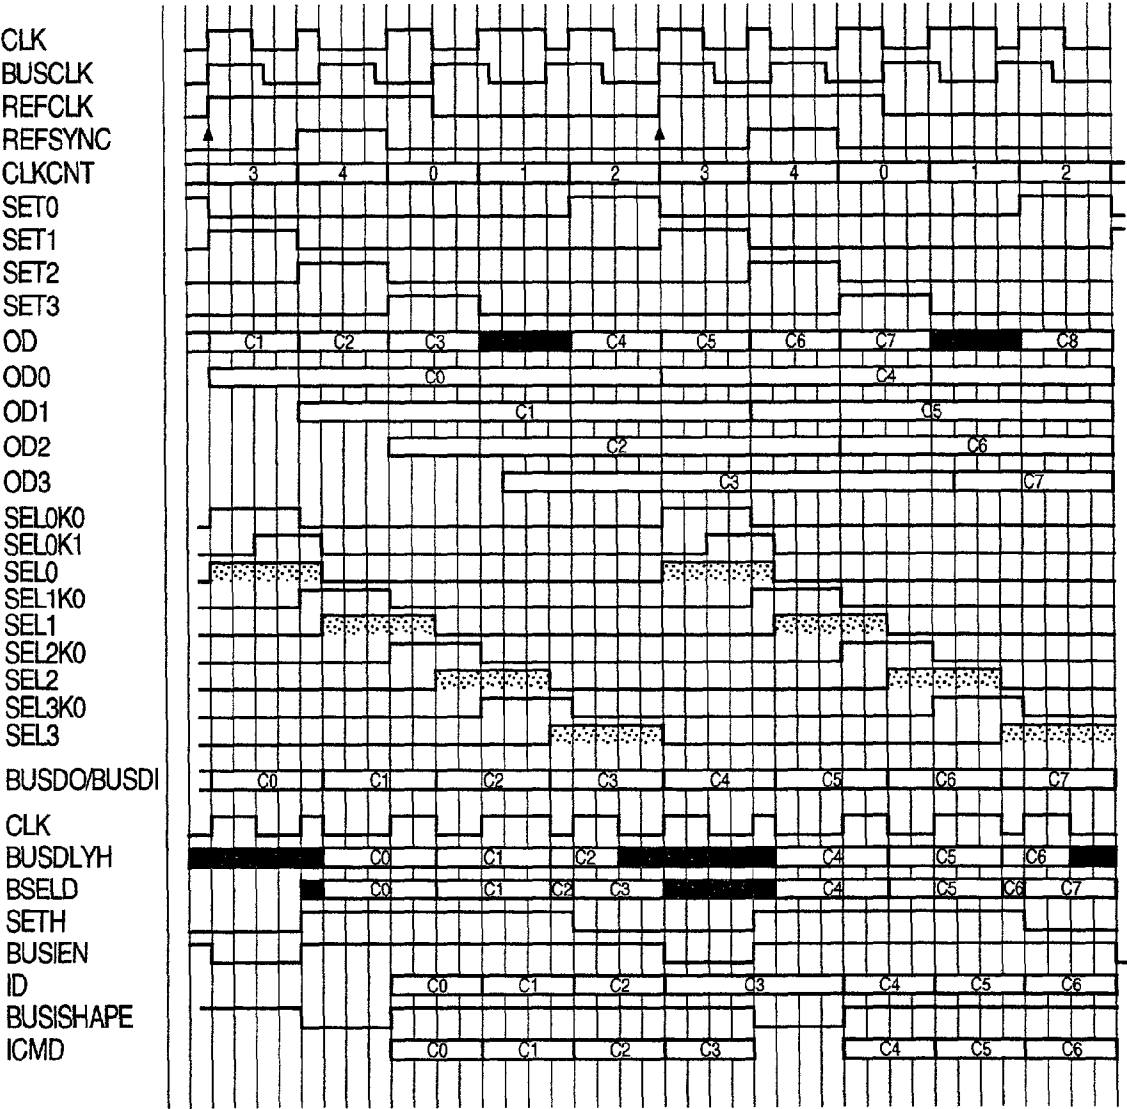 CLK
BUSCLK
REFCLK
REFSYNC
CLKCNT 3 4 0 1 2 3 4 0 1 2
SET0
SET1
SET2
SET3
OD C1 C2 C3 C4 C5 C6 C7 C8
OD0 C0 C4
OD1 C1 C5
OD2 C2 C6
OD3 C3 C7
SEL0K0
SEL0K1
SEL0
SEL1K0
SEL1
SEL2K0
SEL2
SEL3K0
SEL3
BUSDO/BUSDI C0 C1 C2 C3 C4 C5 C6 C7
CLK
BUSDLYH C0 C1 C2 C4 C5 C6
BSELD C0 C1 C2 C3 C4 C5 C6 C7
SETH
BUSIEN
ID C0 C1 C2 C3 C4 C5 C6
BUSISHAPE
ICMD C0 C1 C2 C3 C4 C5 C6